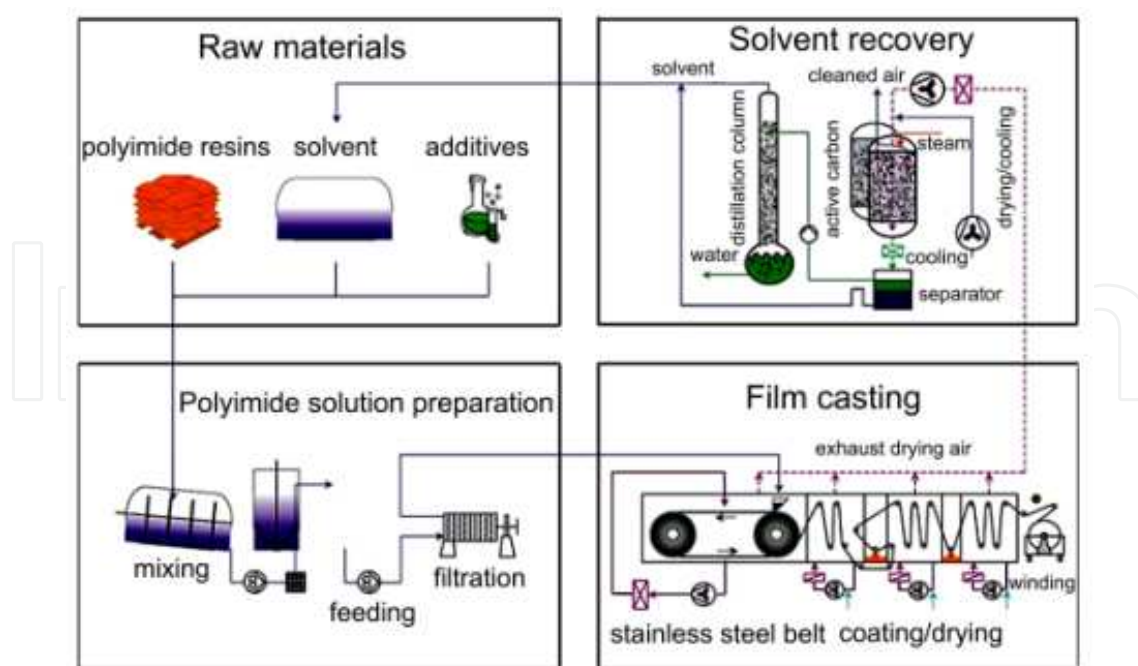 Raw materials
polyimide resins
solvent
additives
Solvent recovery
solvent
cleaned air
distillation column
active carbon
steam
drying/cooling
water
cooling
separator
Polyimide solution preparation
mixing
feeding
filtration
Film casting
exhaust drying air
winding
stainless steel belt
coating/drying